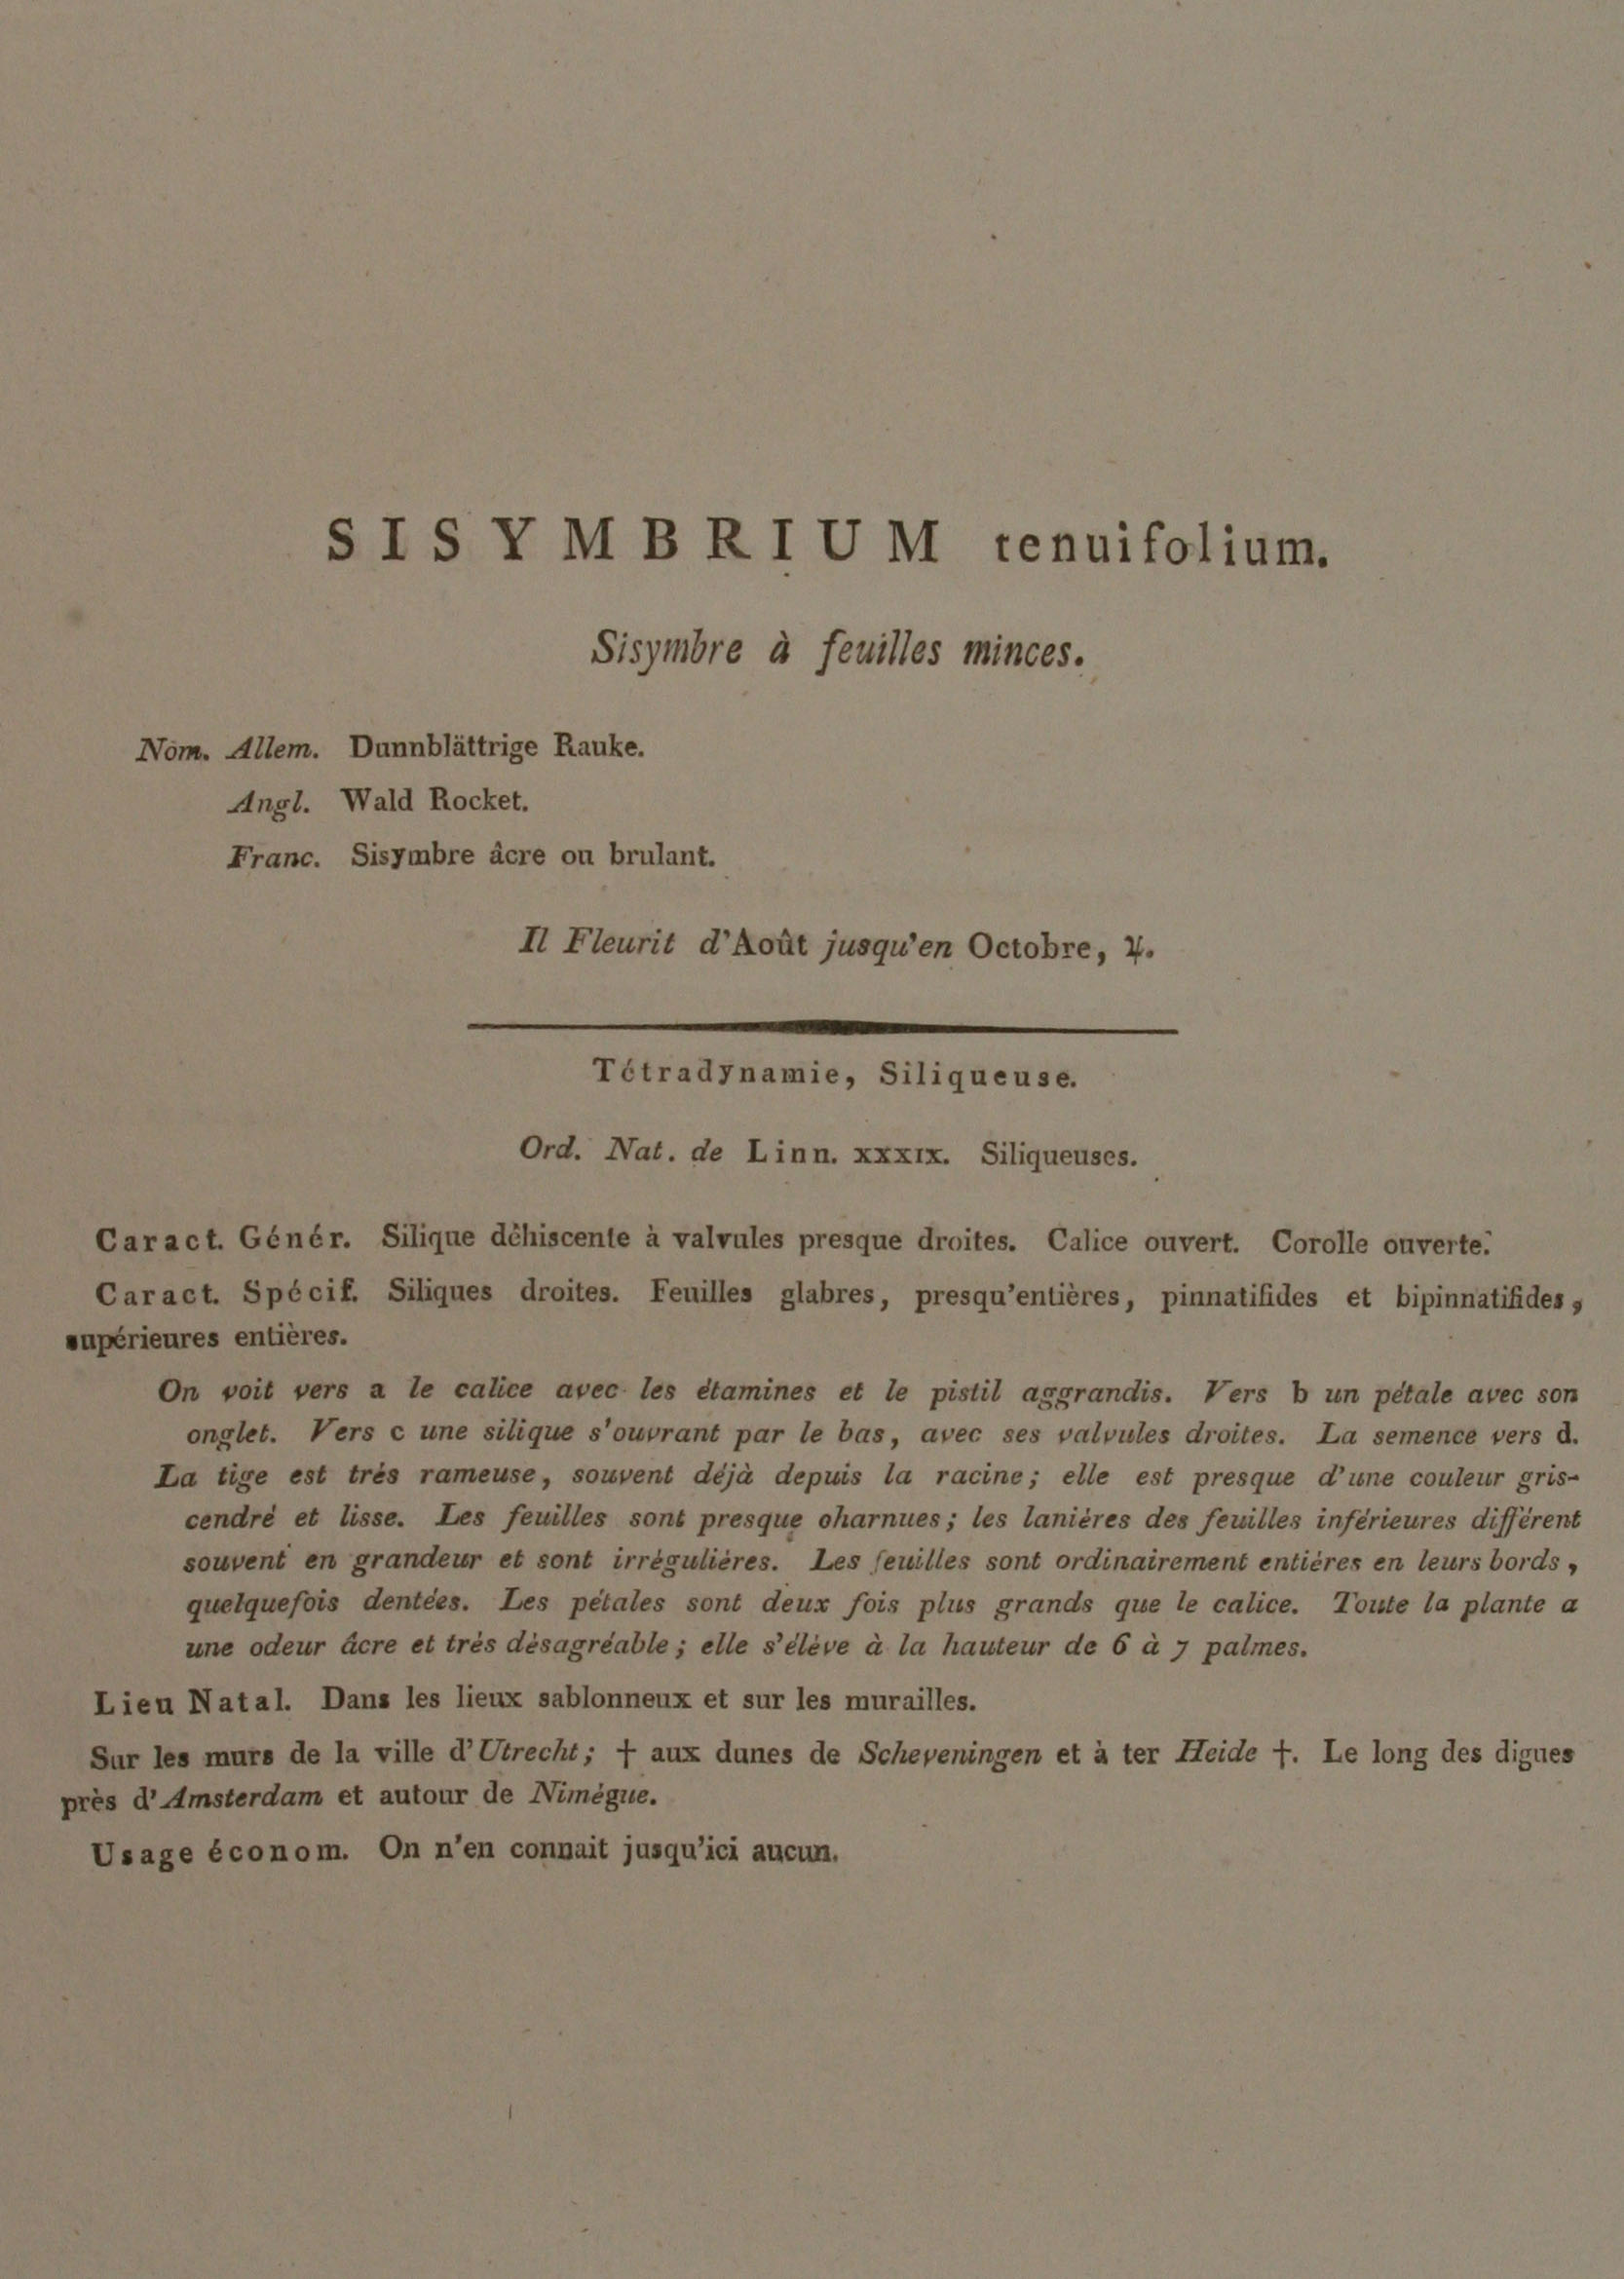 SISYMBRIUM tenuifolium.
Sisymbre à feuilles minces.
Nom. Allem. Dunnblättrige Rauke.
Angl. Wald Rocket.
Franc. Sisymbre âcre ou brulant.
Il Fleurit d'Août jusqu'en Octobre, ♃.
Tétradynamie, Siliqueuse.
Ord. Nat. de Linn. XXXIX. Siliqueuses.
Caract. Génér. Silique déhiscente à valvules presque droites. Calice ouvert. Corolle ouverte.
Caract. Spécif. Siliques droites. Feuilles glabres, presqu'entières, pinnatifides et bipinnatifides,
supérieures entières.
On voit vers a le calice avec les étamines et le pistil aggrandis. Vers b un pétale avec son
onglet. Vers c une silique s'ouvrant par le bas, avec ses valvules droites. La semence vers d.
La tige est très rameuse, souvent déjà depuis la racine; elle est presque d'une couleur gris-
cendré et lisse. Les feuilles sont presque charnues; les lanières des feuilles inférieures différent
souvent en grandeur et sont irrégulières. Les feuilles sont ordinairement entières en leurs bords,
quelquefois dentées. Les pétales sont deux fois plus grands que le calice. Toute la plante a
une odeur âcre et très désagréable; elle s'élève à la hauteur de 6 à 7 palmes.
Lieu Natal. Dans les lieux sablonneux et sur les murailles.
Sur les murs de la ville d'Utrecht; † aux dunes de Scheveningen et à ter Heide †. Le long des digues
près d'Amsterdam et autour de Nimégue.
Usage économ. On n'en connait jusqu'ici aucun.